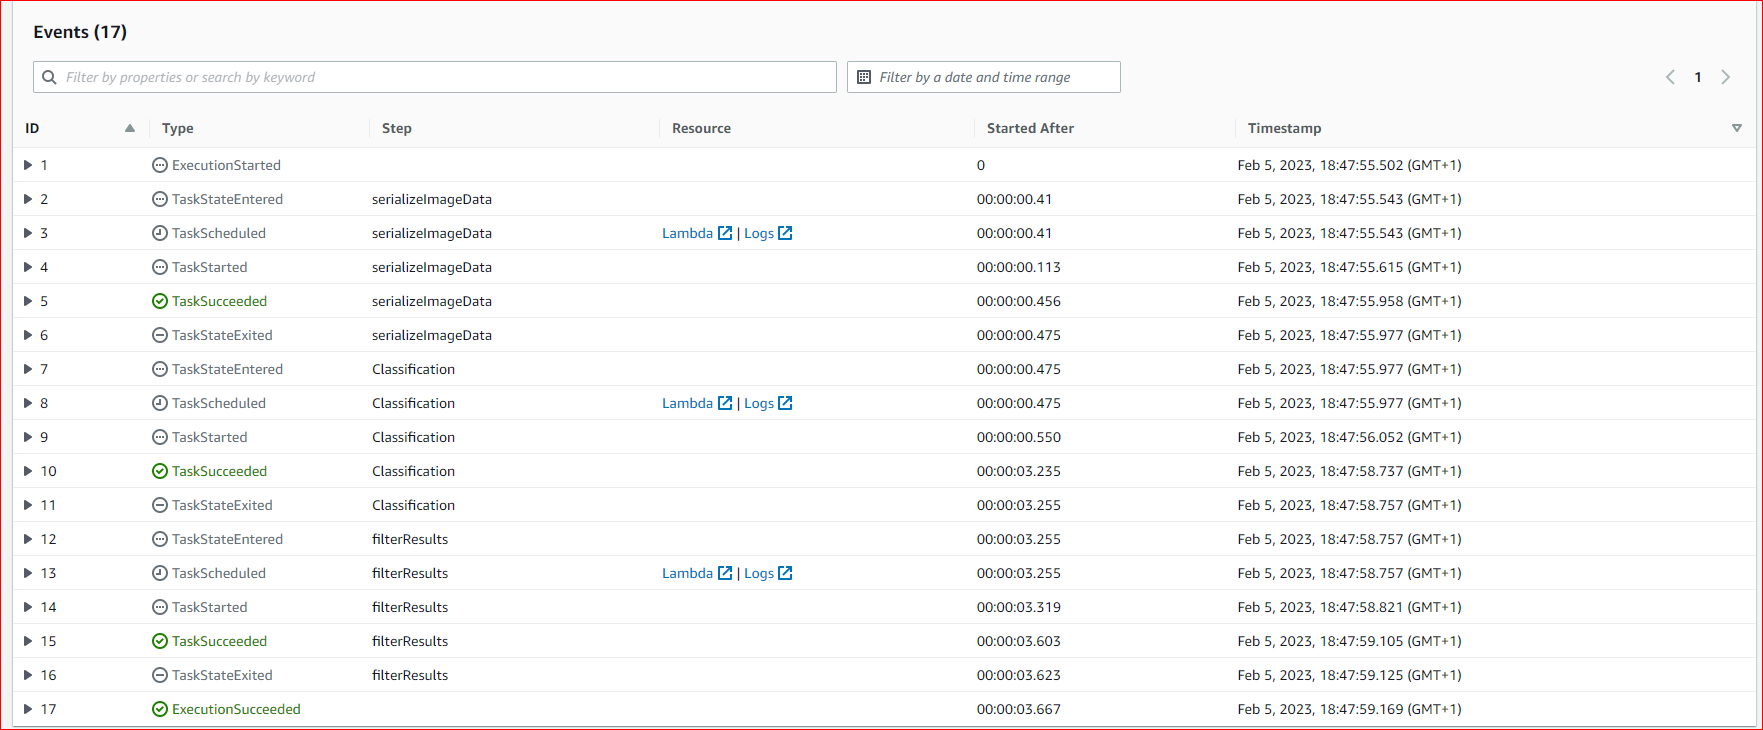 Events (17)
Filter by properties or search by keyword Filter by a date and time range 1
ID Type Step Resource Started After Timestamp
1 ExecutionStarted 0 Feb 5, 2023, 18:47:55.502 (GMT+1)
2 TaskStateEntered serializeImageData 00:00:00.41 Feb 5, 2023, 18:47:55.543 (GMT+1)
3 TaskScheduled serializeImageData Lambda | Logs 00:00:00.41 Feb 5, 2023, 18:47:55.543 (GMT+1)
4 TaskStarted serializeImageData 00:00:00.113 Feb 5, 2023, 18:47:55.615 (GMT+1)
5 TaskSucceeded serializeImageData 00:00:00.456 Feb 5, 2023, 18:47:55.958 (GMT+1)
6 TaskStateExited serializeImageData 00:00:00.475 Feb 5, 2023, 18:47:55.977 (GMT+1)
7 TaskStateEntered Classification 00:00:00.475 Feb 5, 2023, 18:47:55.977 (GMT+1)
8 TaskScheduled Classification Lambda | Logs 00:00:00.475 Feb 5, 2023, 18:47:55.977 (GMT+1)
9 TaskStarted Classification 00:00:00.550 Feb 5, 2023, 18:47:56.052 (GMT+1)
10 TaskSucceeded Classification 00:00:03.235 Feb 5, 2023, 18:47:58.737 (GMT+1)
11 TaskStateExited Classification 00:00:03.255 Feb 5, 2023, 18:47:58.757 (GMT+1)
12 TaskStateEntered filterResults 00:00:03.255 Feb 5, 2023, 18:47:58.757 (GMT+1)
13 TaskScheduled filterResults Lambda | Logs 00:00:03.255 Feb 5, 2023, 18:47:58.757 (GMT+1)
14 TaskStarted filterResults 00:00:03.319 Feb 5, 2023, 18:47:58.821 (GMT+1)
15 TaskSucceeded filterResults 00:00:03.603 Feb 5, 2023, 18:47:59.105 (GMT+1)
16 TaskStateExited filterResults 00:00:03.623 Feb 5, 2023, 18:47:59.125 (GMT+1)
17 ExecutionSucceeded 00:00:03.667 Feb 5, 2023, 18:47:59.169 (GMT+1)